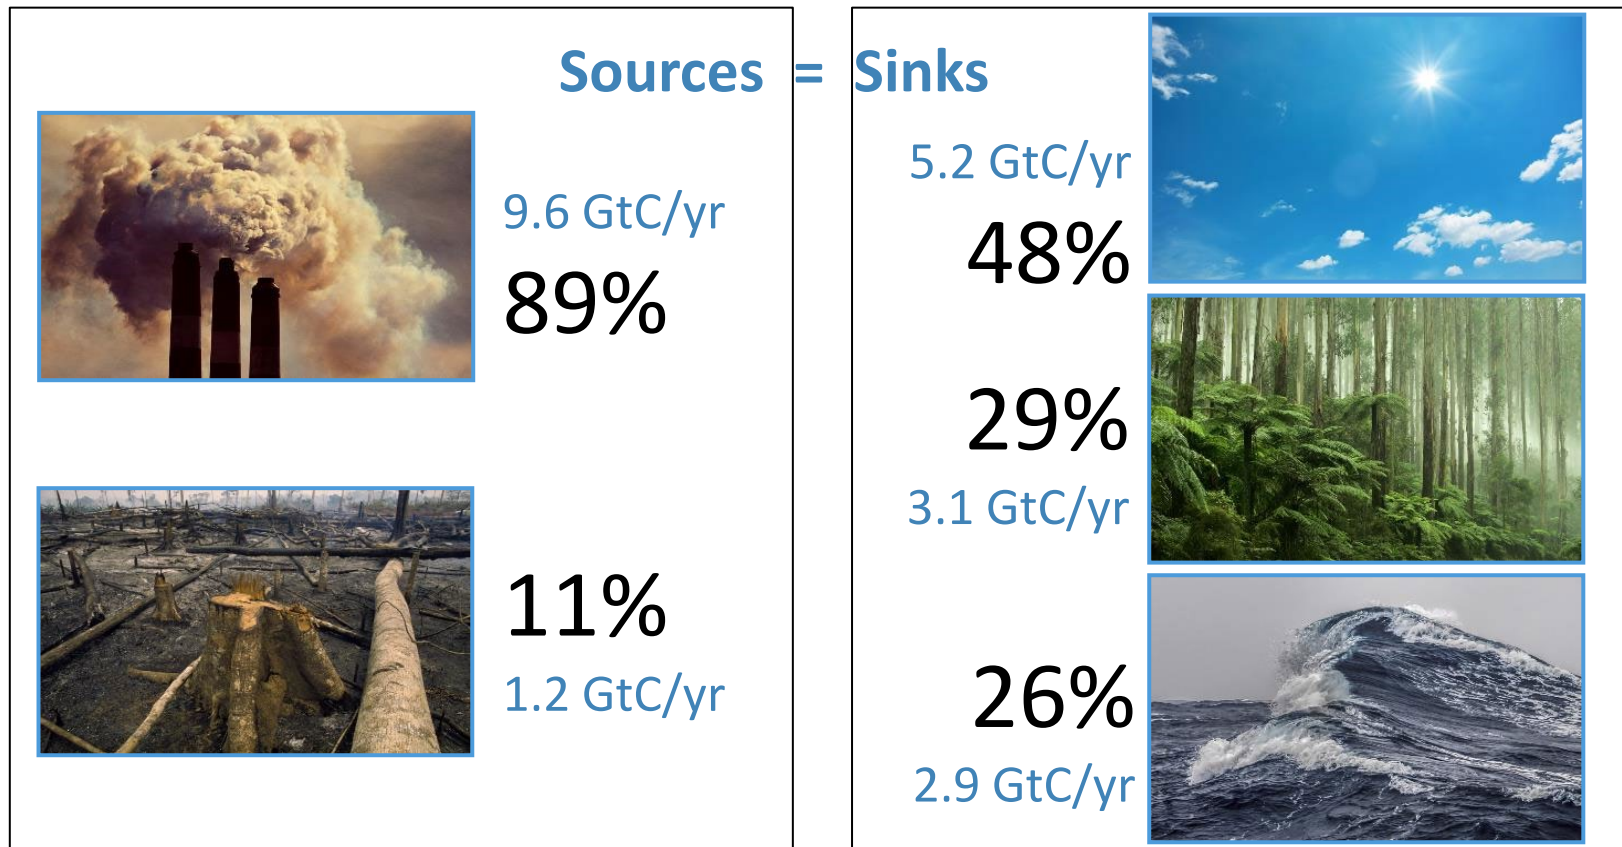 Sources = Sinks
9.6 GtC/yr
89%
11%
1.2 GtC/yr
5.2 GtC/yr
48%
29%
3.1 GtC/yr
26%
2.9 GtC/yr